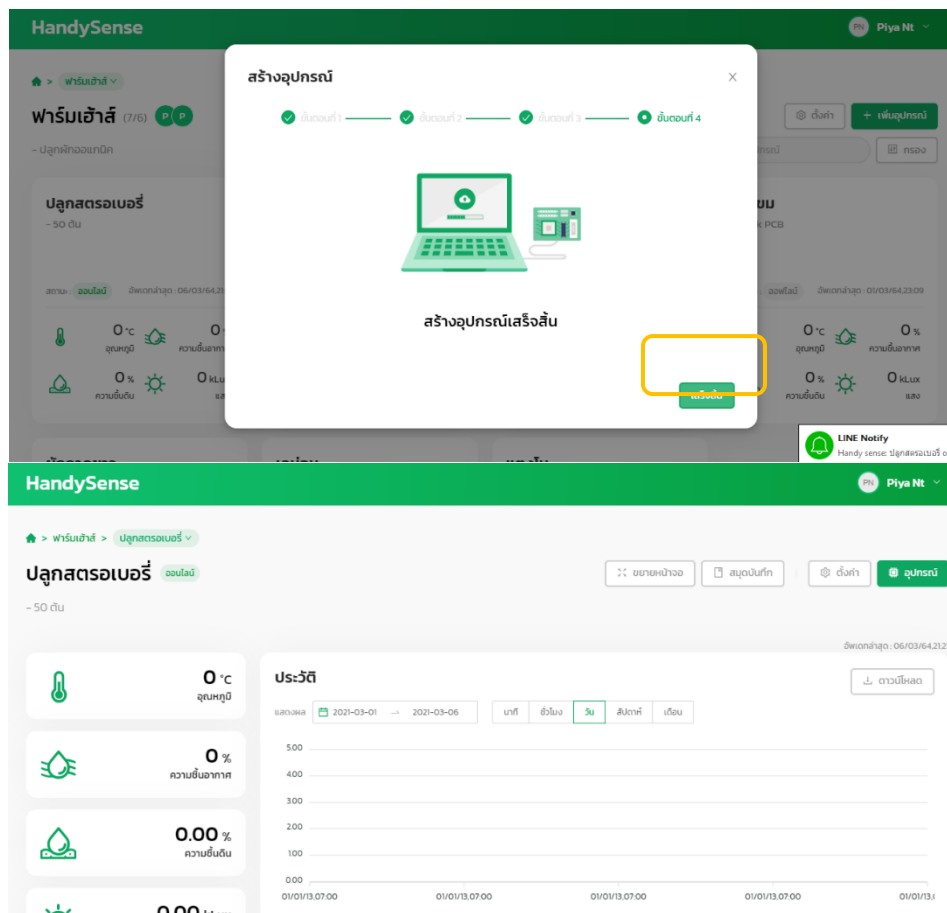 HandySense
PN Piya Nt
> ฟาร์มเฮ้าส์
ฟาร์มเฮ้าส์ (7/6) P P
ตั้งค่า
+ เพิ่มอุปกรณ์
- ปลูกผักออแกนิค
กรอง
สร้างอุปกรณ์
ขั้นตอนที่ 1
ขั้นตอนที่ 2
ขั้นตอนที่ 3
ขั้นตอนที่ 4
สร้างอุปกรณ์เสร็จสิ้น
เสร็จสิ้น
ปลูกสตรอเบอรี่
- 50 ต้น
PCB
สถานะ : ออนไลน์ อัพเดทล่าสุด : 06/03/64,21
ออฟไลน์ อัพเดทล่าสุด : 01/03/64,23:09
0 °C
อุณหภูมิ
0
0 %
ความชื้นดิน
0 kLu
0 °C
อุณหภูมิ
0 %
ความชื้นอากาศ
0 %
ความชื้นดิน
0 kLux
แสง
LINE Notify
Handy sense: ปลูกสตรอเบอรี่
HandySense
PN Piya Nt
> ฟาร์มเฮ้าส์ > ปลูกสตรอเบอรี่
ปลูกสตรอเบอรี่ ออนไลน์
ขยายหน้าจอ
สมุดบันทึก
ตั้งค่า
อุปกรณ์
- 50 ต้น
อัพเดทล่าสุด : 06/03/64,21:2
0 °C
อุณหภูมิ
0 %
ความชื้นอากาศ
0.00 %
ความชื้นดิน
0.00
ประวัติ
ดาวน์โหลด
แสดงผล 2021-03-01 → 2021-03-06 นาที ชั่วโมง วัน สัปดาห์ เดือน
5.00
4.00
3.00
2.00
1.00
0.00
01/01/13,07:00 01/01/13,07:00 01/01/13,07:00 01/01/13,07:00 01/01/13,